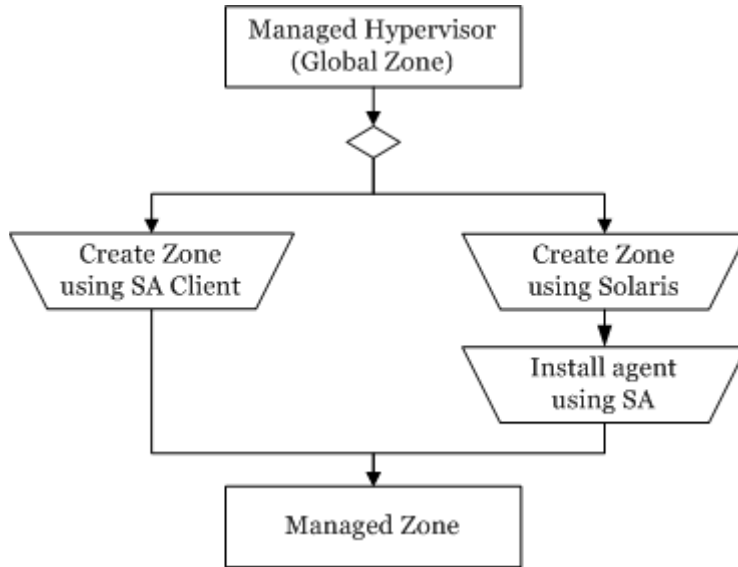 Managed Hypervisor
(Global Zone)
Create Zone
using SA Client
Create Zone
using Solaris
Install agent
using SA
Managed Zone